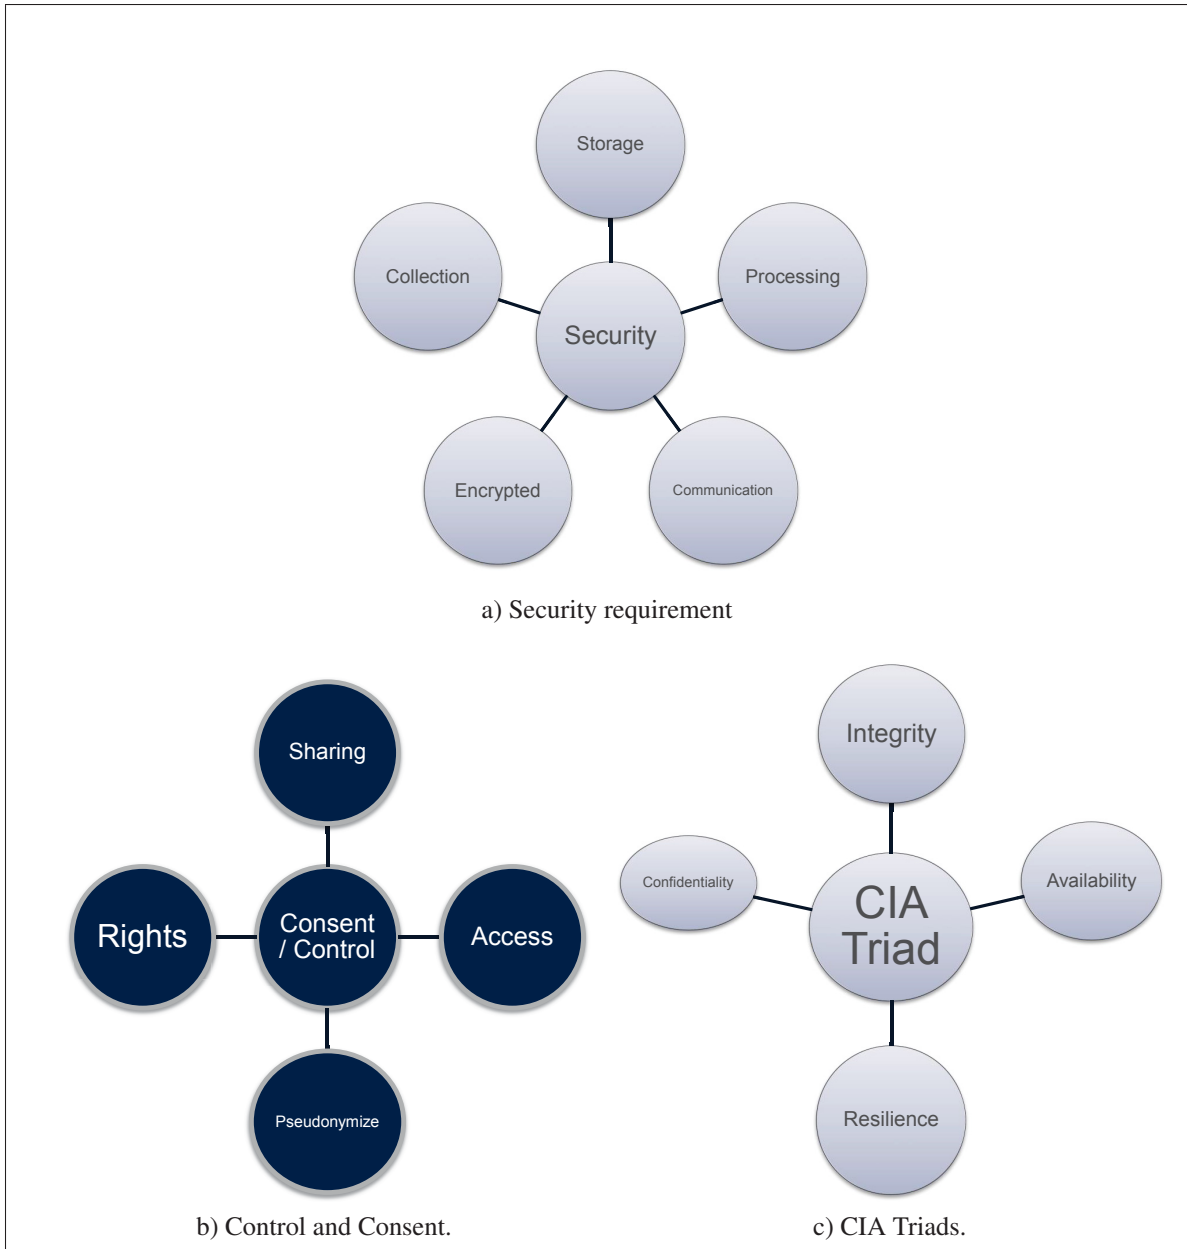 Storage
Collection
Processing
Security
Encrypted
Communication
a) Security requirement
Sharing
Rights
Consent
/ Control
Access
Pseudonymize
b) Control and Consent.
Integrity
Confidentiality
CIA
Triad
Availability
Resilience
c) CIA Triads.